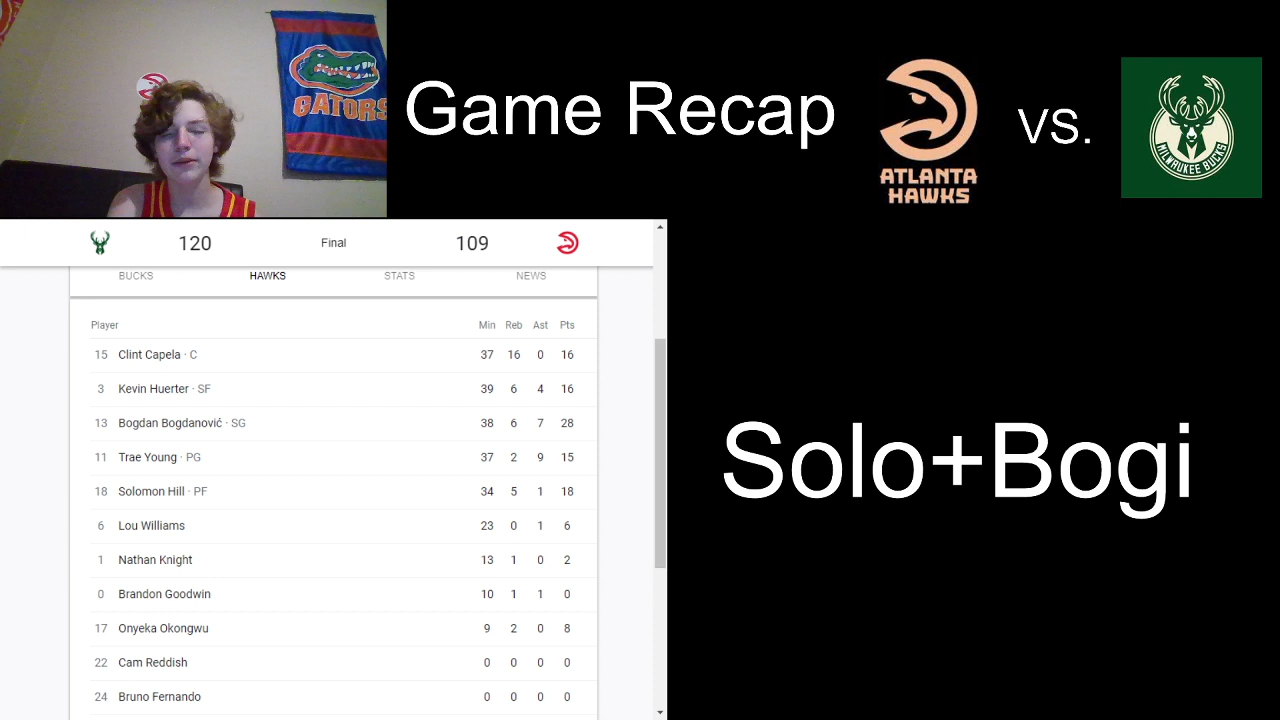 GATORS
Game Recap
ATLANTA
HAWKS
vs.
MILWAUKEE BUCKS
120 Final 109
BUCKS HAWKS STATS NEWS
Player Min Reb Ast Pts
15 Clint Capela · C 37 16 0 16
3 Kevin Huerter · SF 39 6 4 16
13 Bogdan Bogdanović · SG 38 6 7 28
11 Trae Young · PG 37 2 9 15
18 Solomon Hill · PF 34 5 1 18
6 Lou Williams 23 0 1 6
1 Nathan Knight 13 1 0 2
0 Brandon Goodwin 10 1 1 0
17 Onyeka Okongwu 9 2 0 8
22 Cam Reddish 0 0 0 0
24 Bruno Fernando 0 0 0 0
Solo+Bogi